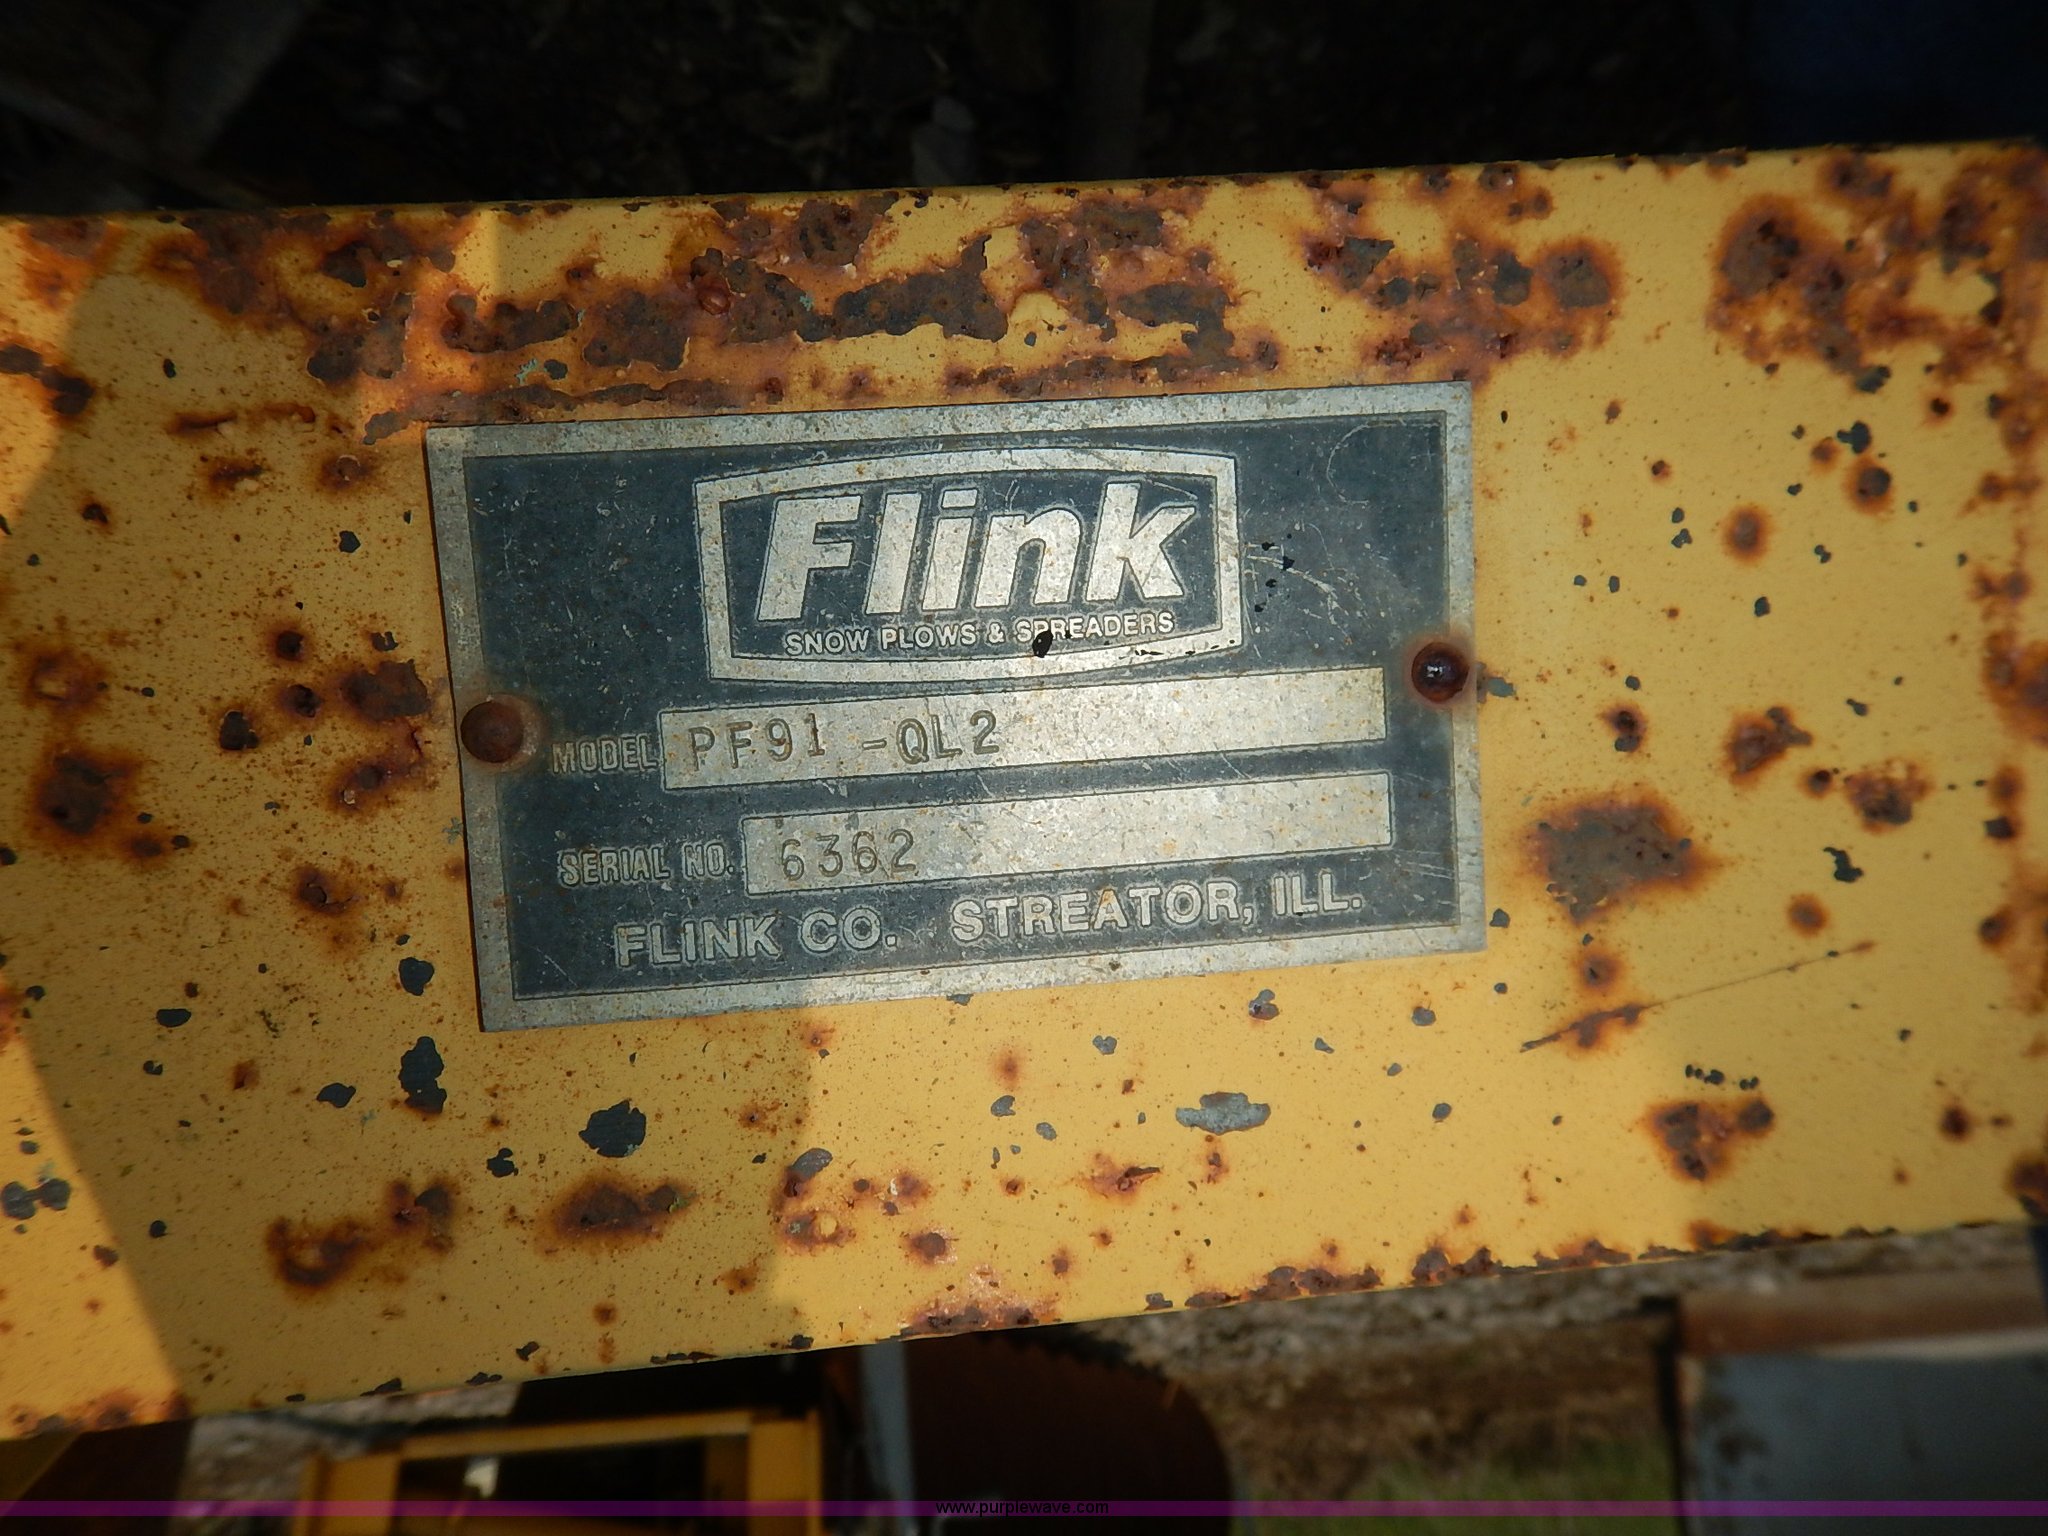 Flink
SNOW PLOWS & SPREADERS
MODEL PF91-QL2
SERIAL NO. 6362
FLINK CO. STREATOR, ILL.
www.purplewave.com